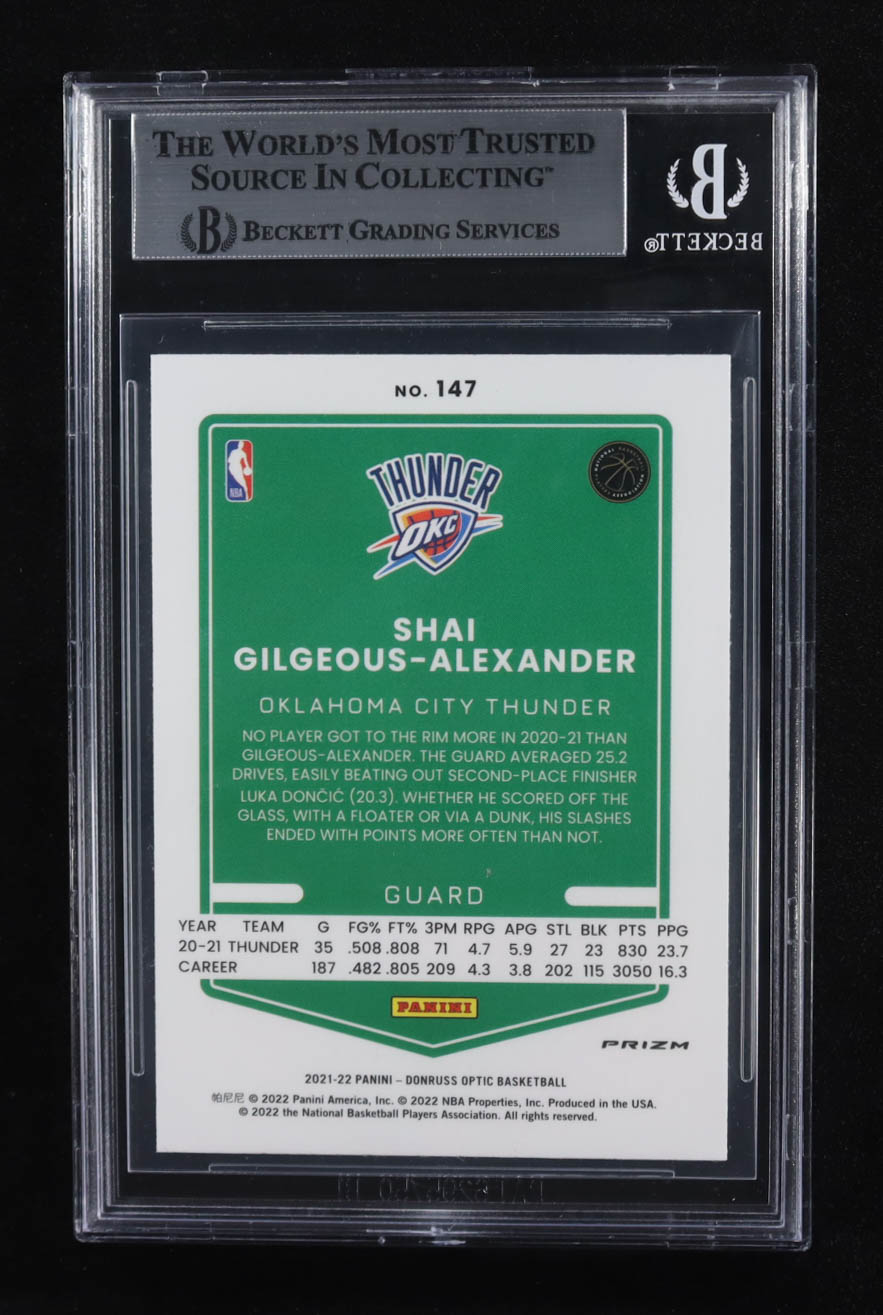 THE WORLD'S MOST TRUSTED
SOURCE IN COLLECTING™
B BECKETT GRADING SERVICES
B
BECKETT®
NO. 147
NBA
THUNDER
OKC
NATIONAL BASKETBALL ASSOCIATION
SHAI
GILGEOUS-ALEXANDER
OKLAHOMA CITY THUNDER
NO PLAYER GOT TO THE RIM MORE IN 2020-21 THAN
GILGEOUS-ALEXANDER. THE GUARD AVERAGED 25.2
DRIVES, EASILY BEATING OUT SECOND-PLACE FINISHER
LUKA DONČIĆ (20.3). WHETHER HE SCORED OFF THE
GLASS, WITH A FLOATER OR VIA A DUNK, HIS SLASHES
ENDED WITH POINTS MORE OFTEN THAN NOT.
GUARD
YEAR TEAM G FG% FT% 3PM RPG APG STL BLK PTS PPG
20-21 THUNDER 35 .508 .808 71 4.7 5.9 27 23 830 23.7
CAREER 187 .482 .805 209 4.3 3.8 202 115 3050 16.3
PANINI
PRIZM
2021-22 PANINI – DONRUSS OPTIC BASKETBALL
帕尼尼 © 2022 Panini America, Inc. © 2022 NBA Properties, Inc. Produced in the USA.
© 2022 the National Basketball Players Association. All rights reserved.